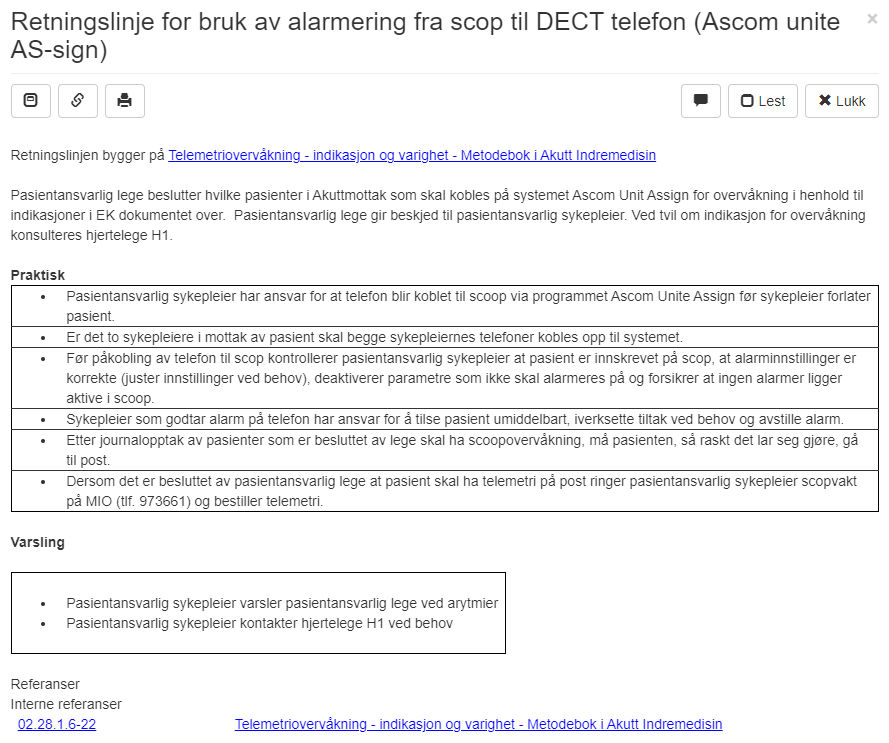 Retningslinje for bruk av alarmering fra scop til DECT telefon (Ascom unite
AS-sign)
×
Lest
Lukk
Retningslinjen bygger på Telemetriovervåkning - indikasjon og varighet - Metodebok i Akutt Indremedisin
Pasientansvarlig lege beslutter hvilke pasienter i Akuttmottak som skal kobles på systemet Ascom Unit Assign for overvåkning i henhold til
indikasjoner i EK dokumentet over.  Pasientansvarlig lege gir beskjed til pasientansvarlig sykepleier. Ved tvil om indikasjon for overvåkning
konsulteres hjertelege H1.
Praktisk
• Pasientansvarlig sykepleier har ansvar for at telefon blir koblet til scoop via programmet Ascom Unite Assign før sykepleier forlater
pasient.
• Er det to sykepleiere i mottak av pasient skal begge sykepleiernes telefoner kobles opp til systemet.
• Før påkobling av telefon til scop kontrollerer pasientansvarlig sykepleier at pasient er innskrevet på scop, at alarminnstillinger er
korrekte (juster innstillinger ved behov), deaktiverer parametre som ikke skal alarmeres på og forsikrer at ingen alarmer ligger
aktive i scoop.
• Sykepleier som godtar alarm på telefon har ansvar for å tilse pasient umiddelbart, iverksette tiltak ved behov og avstille alarm.
• Etter journalopptak av pasienter som er besluttet av lege skal ha scoopovervåkning, må pasienten, så raskt det lar seg gjøre, gå
til post.
• Dersom det er besluttet av pasientansvarlig lege at pasient skal ha telemetri på post ringer pasientansvarlig sykepleier scopvakt
på MIO (tlf. 973661) og bestiller telemetri.
Varsling
• Pasientansvarlig sykepleier varsler pasientansvarlig lege ved arytmier
• Pasientansvarlig sykepleier kontakter hjertelege H1 ved behov
Referanser
Interne referanser
02.28.1.6-22 Telemetriovervåkning - indikasjon og varighet - Metodebok i Akutt Indremedisin